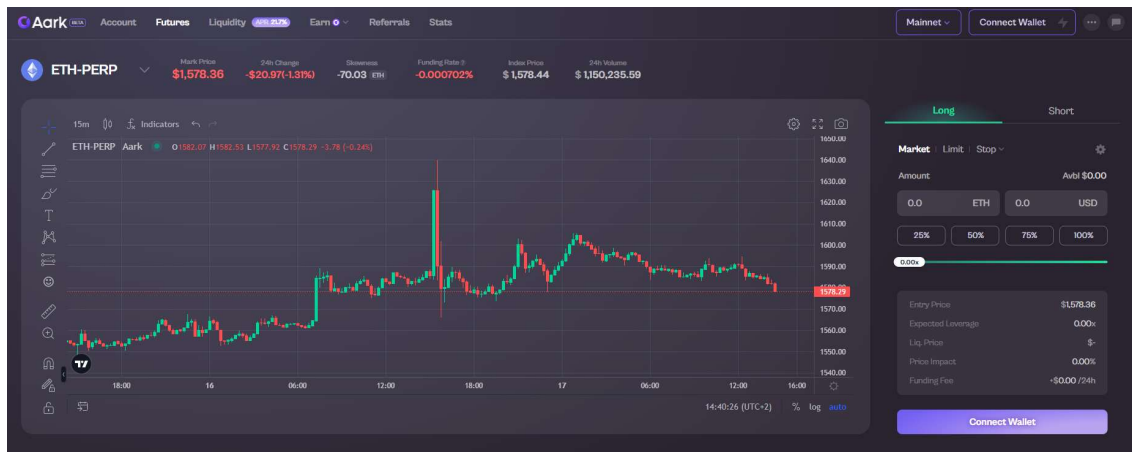 Aark BETA Account Futures Liquidity APR 21.7% Earn Referrals Stats Mainnet Connect Wallet
ETH-PERP
Mark Price 24h Change Skewness Funding Rate Index Price 24h Volume
$1,578.36 -$20.97(-1.31%) -70.03 ETH -0.000702% $ 1,578.44 $ 1,150,235.59
15m Indicators
ETH-PERP Aark O1582.07 H1582.53 L1577.92 C1578.29 -3.78 (-0.24%)
1650.00
1640.00
1630.00
1620.00
1610.00
1600.00
1590.00
1578.29
1570.00
1560.00
1550.00
1540.00
18:00 16 06:00 12:00 18:00 17 06:00 12:00 16:00
14:40:26 (UTC+2) % log auto
Long Short
Market Limit Stop
Amount Avbl $0.00
0.0 ETH 0.0 USD
25% 50% 75% 100%
0.00x
Entry Price $1,578.36
Expected Leverage 0.00x
Liq. Price $-
Price Impact 0.00%
Funding Fee -$0.00 /24h
Connect Wallet